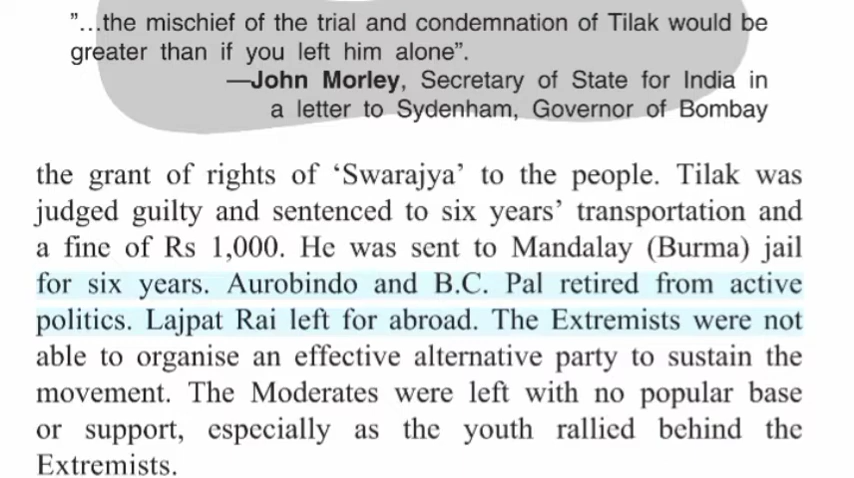 ”...the mischief of the trial and condemnation of Tilak would be
greater than if you left him alone”.
—John Morley, Secretary of State for India in
a letter to Sydenham, Governor of Bombay
the grant of rights of ‘Swarajya’ to the people. Tilak was
judged guilty and sentenced to six years’ transportation and
a fine of Rs 1,000. He was sent to Mandalay (Burma) jail
for six years. Aurobindo and B.C. Pal retired from active
politics. Lajpat Rai left for abroad. The Extremists were not
able to organise an effective alternative party to sustain the
movement. The Moderates were left with no popular base
or support, especially as the youth rallied behind the
Extremists.